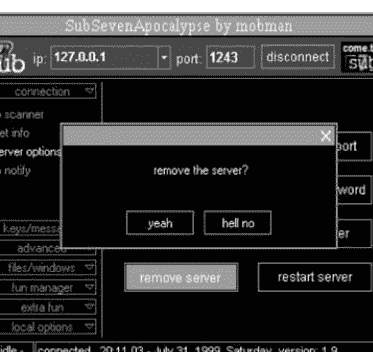 SubSevenApocalypse by mobman
ub ip: 127.0.0.1 port: 1243 disconnect come.t
sub
connection
scanner
et info
erver options
notify
remove the server?
yeah hell no
port
word
er
keys/messa
advanced
files/windows
fun manager
extra fun
local options
remove server restart server
idle - connected. 20:11.03 - July 31, 1999, Saturday, version: 1.9